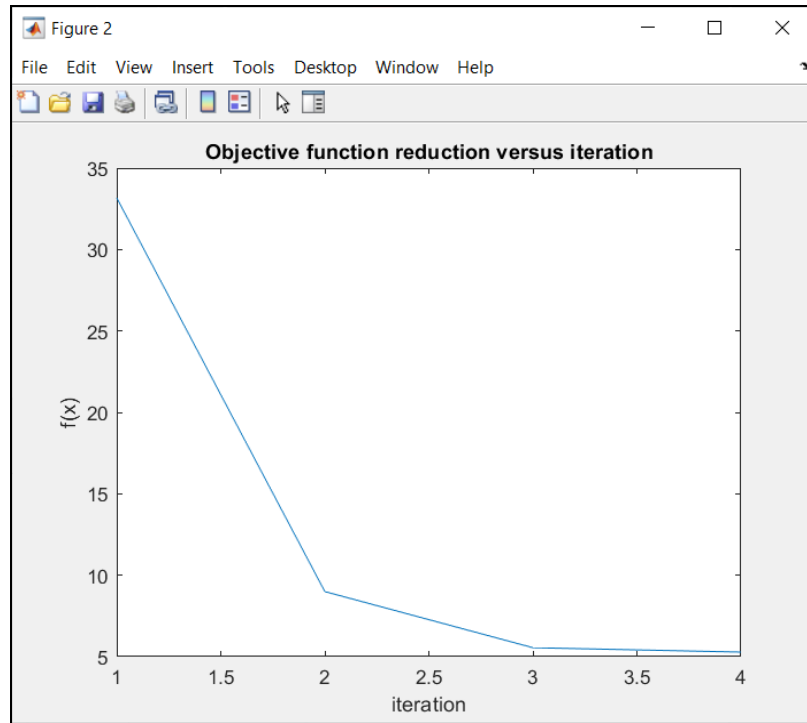 Figure 2
File Edit View Insert Tools Desktop Window Help
Objective function reduction versus iteration
35
30
25
20
15
10
5
f(x)
1 1.5 2 2.5 3 3.5 4
iteration